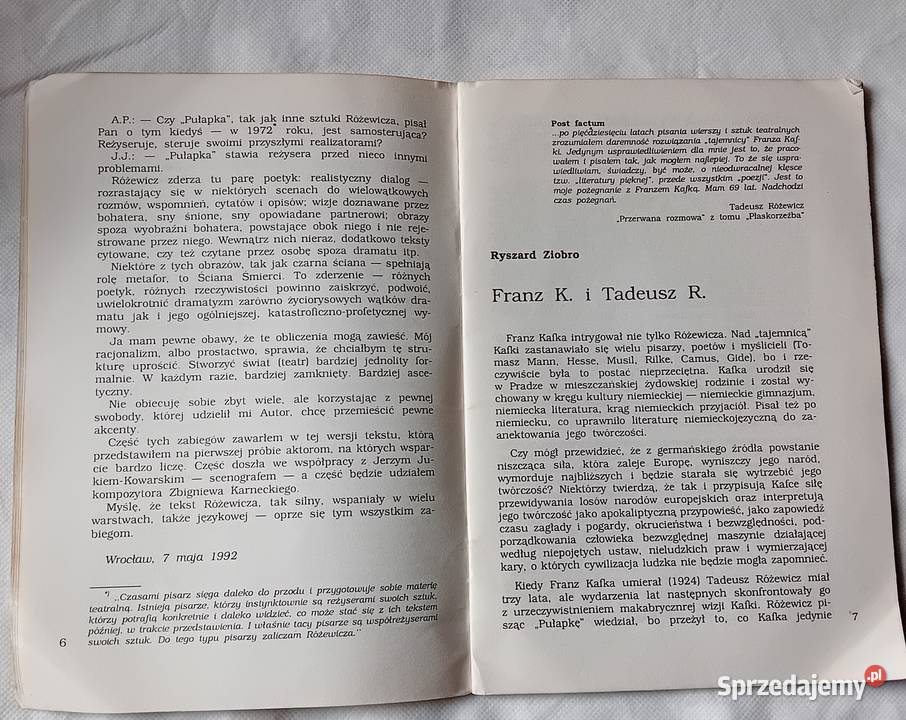 A.P.: — Czy „Pułapka", tak jak inne sztuki Różewicza, pisał
Pan o tym kiedyś — w 1972* roku, jest samosterująca?
Reżyseruje, steruje swoimi przyszłymi realizatorami?
J.J.: — „Pułapka" stawia reżysera przed nieco innymi
problemami.
Różewicz zderza tu parę poetyk: realistyczny dialog —
rozrastający się w niektórych scenach do wielowątkowych
rozmów, wspomnień, cytatów i opisów; wizje doznawane przez
bohatera, sny śnione, sny opowiadane partnerowi; obrazy
spoza wyobraźni bohatera, powstające obok niego i nie reje-
strowane przez niego. Wewnątrz nich nieraz, dodatkowo teksty
cytowane, czy też czytane przez osobę spoza dramatu itp.
Niektóre z tych obrazów, tak jak czarna ściana — spełniają
rolę metafor, to Ściana Śmierci. To zderzenie — różnych
poetyk, różnych rzeczywistości powinno zaiskrzyć, podwoić,
uwielokrotnić dramatyzm zarówno życiorysowych wątków dra-
matu jak i jego ogólniejszej, katastroficzno-profetycznej wy-
mowy.
Ja mam pewne obawy, że te obliczenia mogą zawieść. Mój
racjonalizm, albo prostactwo, sprawia, że chciałbym tę stru-
kturę uprościć. Stworzyć świat (teatr) bardziej jednolity for-
malnie. W każdym razie, bardziej zamknięty. Bardziej asce-
tyczny.
Nie obiecuję sobie zbyt wiele, ale korzystając z pewnej
swobody, której udzielił mi Autor, chcę przemieścić pewne
akcenty.
Część tych zabiegów zawarłem w tej wersji tekstu, którą
przedstawiłem na pierwszej próbie aktorom, na których wspar-
cie bardzo liczę. Część doszła we współpracy z Jerzym Ju-
kiem-Kowarskim — scenografem — a część będzie udziałem
kompozytora Zbigniewa Karneckiego.
Myślę, że tekst Różewicza, tak silny, wspaniały w wielu
warstwach, także językowej — oprze się tym wszystkim za-
biegom.
Wrocław, 7 maja 1992
*) „Czasami pisarz sięga daleko do przodu i przygotowuje sobie materię
teatralną. Istnieją pisarze, którzy instynktownie są reżyserami swoich sztuk,
którzy potrafią konkretnie i daleko widzieć, co może stać się z ich tekstem
później, w trakcie przedstawienia. I właśnie tacy pisarze są współreżyserami
swoich sztuk. Do tego typu pisarzy zaliczam Różewicza."
6
Post factum
...po pięćdziesięciu latach pisania wierszy i sztuk teatralnych
zrozumiałem daremność rozwiązania „tajemnicy" Franza Kaf-
ki. Jedynym usprawiedliwieniem dla mnie jest to, że praco-
wałem i pisałem tak, jak mogłem najlepiej. To że się uspra-
wiedliwiam, świadczy, być może, o nieodwracalnej klęsce
tzw. „literatury pięknej", przede wszystkim „poezji". Jest to
moje pożegnanie z Franzem Kafką. Mam 69 lat. Nadchodzi
czas pożegnań.
Tadeusz Różewicz
„Przerwana rozmowa" z tomu „Płaskorzeźba"
Ryszard Ziobro
Franz K. i Tadeusz R.
Franz Kafka intrygował nie tylko Różewicza. Nad „tajemnicą"
Kafki zastanawiało się wielu pisarzy, poetów i myślicieli (To-
masz Mann, Hesse, Musil, Rilke, Camus, Gide), bo i rze-
czywiście była to postać nieprzeciętna. Kafka urodził się
w Pradze w mieszczańskiej żydowskiej rodzinie i został wy-
chowany w kręgu kultury niemieckiej — niemieckie gimnazjum,
niemiecka literatura, krąg niemieckich przyjaciół. Pisał też po
niemiecku, co uprawniło literaturę niemieckojęzyczną do za-
anektowania jego twórczości.
Czy mógł przewidzieć, że z germańskiego źródła powstanie
niszcząca siła, która zaleje Europę, wyniszczy jego naród,
wymorduje najbliższych i będzie starała się wytrzebić jego
twórczość? Niektórzy twierdzą, że tak i przypisują Kafce siłę
przewidywania losów narodów europejskich oraz interpretują
jego twórczość jako apokaliptyczną przypowieść, jako zapowiedź
czasu zagłady i pogardy, okrucieństwa i bezwzględności, pod-
porządkowania człowieka bezwzględnej maszynie działającej
według niepojętych ustaw, nieludzkich praw i wymierzającej
kary, o których cywilizacja ludzka nie będzie mogła zapomnieć.
Kiedy Franz Kafka umierał (1924) Tadeusz Różewicz miał
trzy lata, ale wydarzenia lat następnych skonfrontowały go
z urzeczywistnieniem makabrycznej wizji Kafki. Różewicz pi-
sząc „Pułapkę" wiedział, bo przeżył to, co Kafka jedynie
7
Sprzedajemy.pl